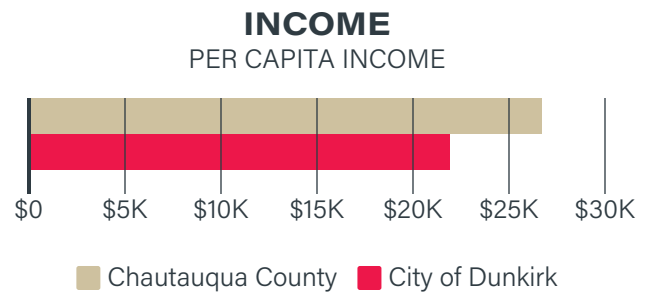 INCOME
PER CAPITA INCOME
$0 $5K $10K $15K $20K $25K $30K
Chautauqua County City of Dunkirk